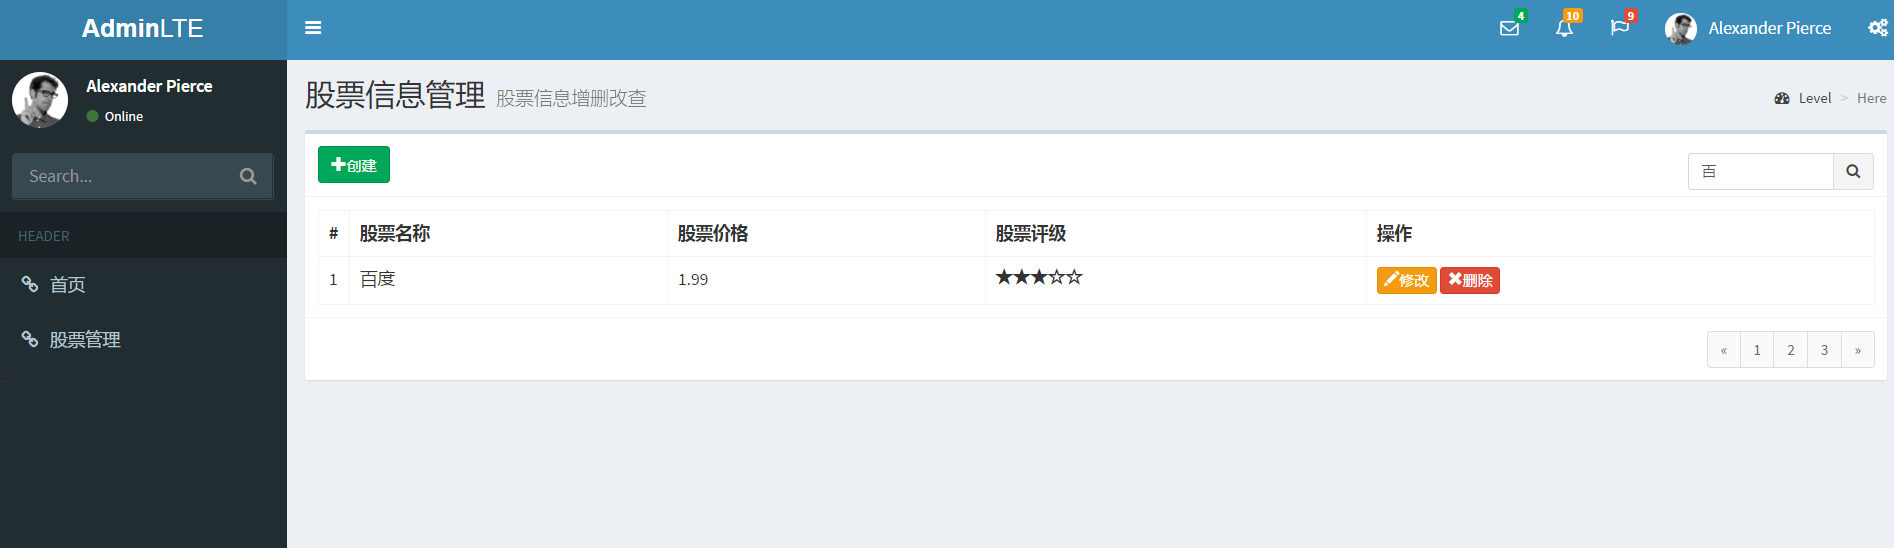 AdminLTE
4
10
9
Alexander Pierce
Alexander Pierce
Online
Search...
HEADER
首页
股票管理
-->
股票信息管理 股票信息增删改查
Level > Here
创建
百
# 股票名称 股票价格 股票评级 操作
1 百度 1.99 ★★★☆☆ 修改 删除
« 1 2 3 »